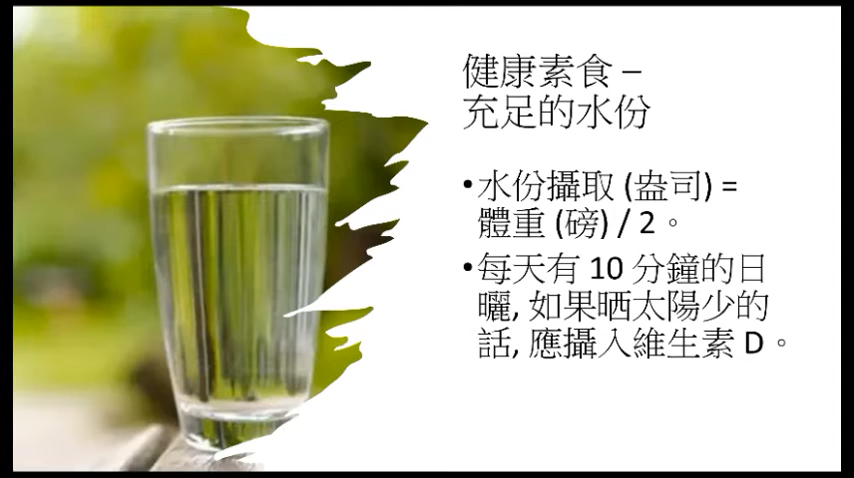 健康素食 –
充足的水份
•水份攝取 (盎司) =
體重 (磅) / 2。
•每天有 10 分鐘的日
曬, 如果晒太陽少的
話, 應攝入維生素 D。